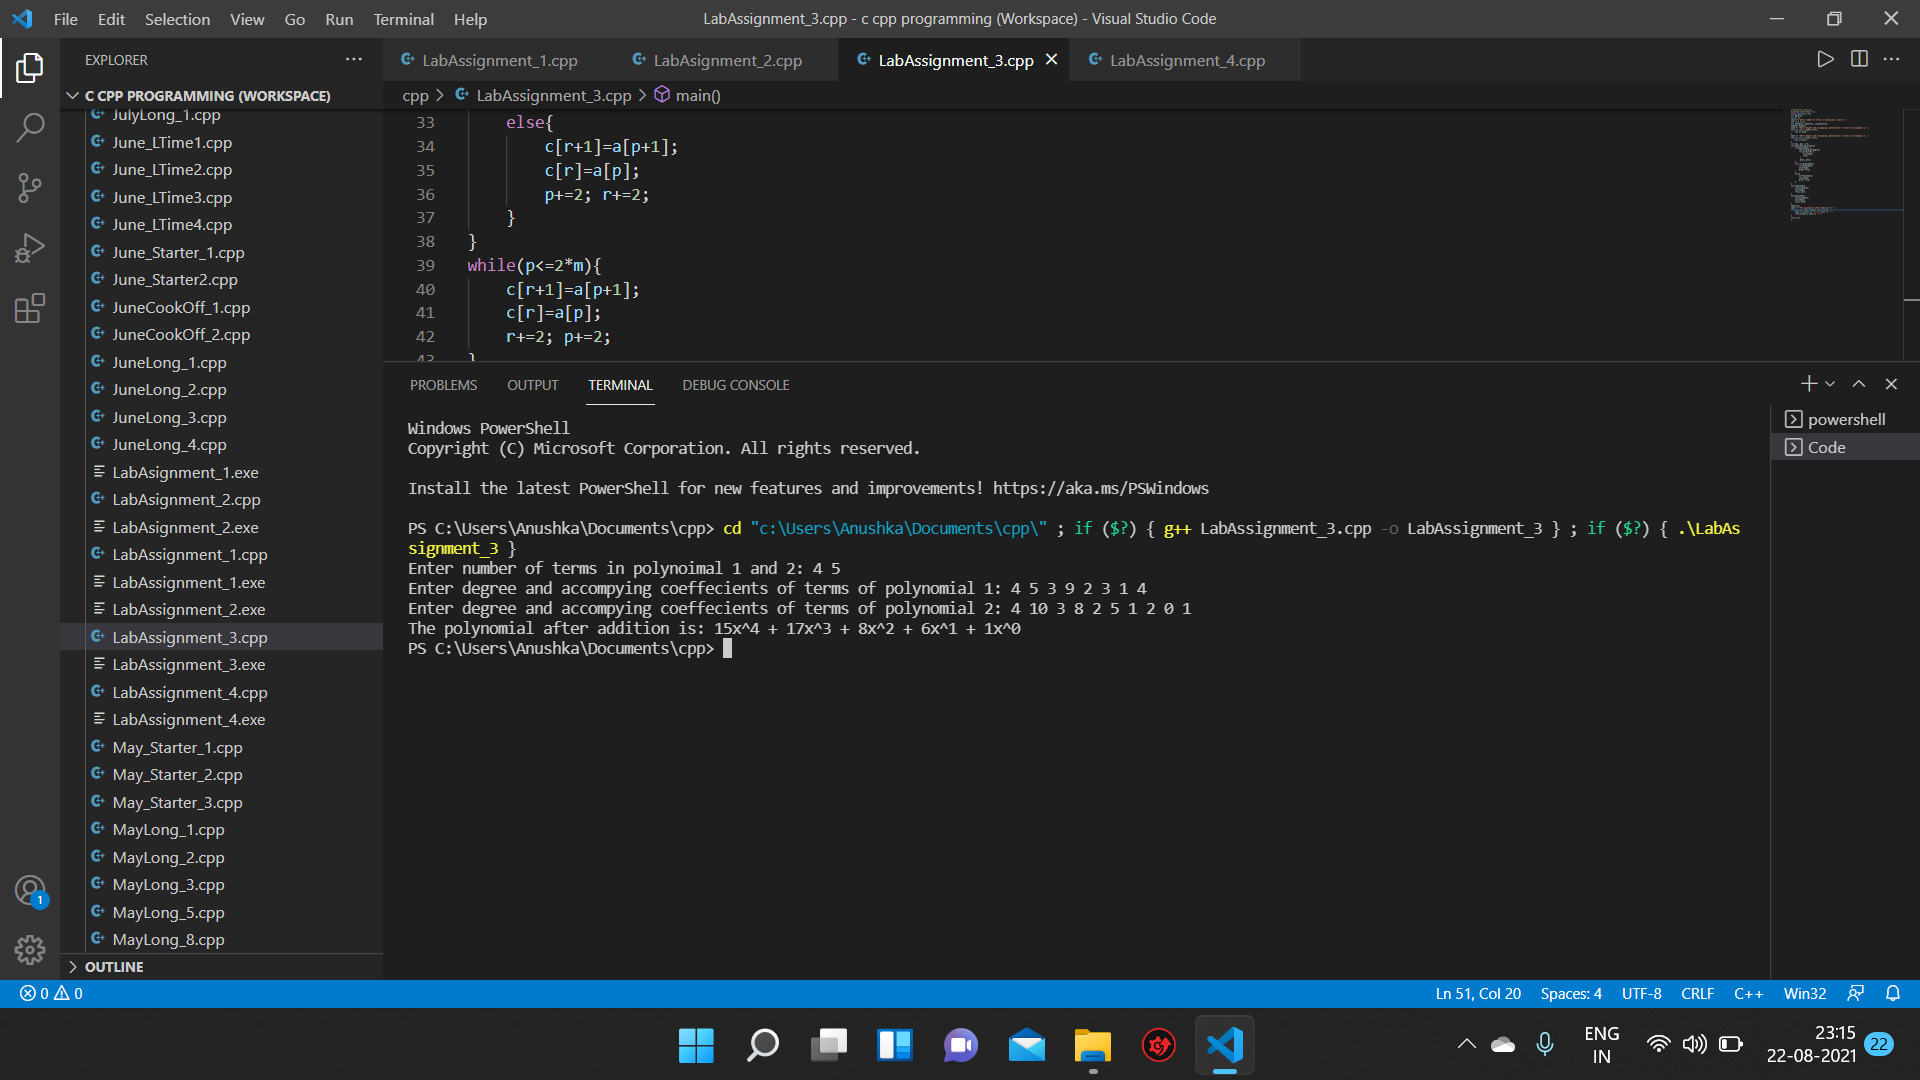 File Edit Selection View Go Run Terminal Help
LabAssignment_3.cpp - c cpp programming (Workspace) - Visual Studio Code
EXPLORER
C CPP PROGRAMMING (WORKSPACE)
JulyLong_1.cpp
June_LTime1.cpp
June_LTime2.cpp
June_LTime3.cpp
June_LTime4.cpp
June_Starter_1.cpp
June_Starter2.cpp
JuneCookOff_1.cpp
JuneCookOff_2.cpp
JuneLong_1.cpp
JuneLong_2.cpp
JuneLong_3.cpp
JuneLong_4.cpp
LabAsignment_1.exe
LabAsignment_2.cpp
LabAsignment_2.exe
LabAssignment_1.cpp
LabAssignment_1.exe
LabAssignment_2.exe
LabAssignment_3.cpp
LabAssignment_3.exe
LabAssignment_4.cpp
LabAssignment_4.exe
May_Starter_1.cpp
May_Starter_2.cpp
May_Starter_3.cpp
MayLong_1.cpp
MayLong_2.cpp
MayLong_3.cpp
MayLong_5.cpp
MayLong_8.cpp
OUTLINE
1
LabAssignment_1.cpp LabAsignment_2.cpp LabAssignment_3.cpp LabAssignment_4.cpp
cpp > LabAssignment_3.cpp > main()
33 else{
34 c[r+1]=a[p+1];
35 c[r]=a[p];
36 p+=2; r+=2;
37 }
38 }
39 while(p<=2*m){
40 c[r+1]=a[p+1];
41 c[r]=a[p];
42 r+=2; p+=2;
43 }
PROBLEMS OUTPUT TERMINAL DEBUG CONSOLE
powershell
Code
Windows PowerShell
Copyright (C) Microsoft Corporation. All rights reserved.
Install the latest PowerShell for new features and improvements! https://aka.ms/PSWindows
PS C:\Users\Anushka\Documents\cpp> cd "c:\Users\Anushka\Documents\cpp\" ; if ($?) { g++ LabAssignment_3.cpp -o LabAssignment_3 } ; if ($?) { .\LabAs
signment_3 }
Enter number of terms in polynoimal 1 and 2: 4 5
Enter degree and accompying coeffecients of terms of polynomial 1: 4 5 3 9 2 3 1 4
Enter degree and accompying coeffecients of terms of polynomial 2: 4 10 3 8 2 5 1 2 0 1
The polynomial after addition is: 15x^4 + 17x^3 + 8x^2 + 6x^1 + 1x^0
PS C:\Users\Anushka\Documents\cpp>
0 0
Ln 51, Col 20 Spaces: 4 UTF-8 CRLF C++ Win32
ENG
IN
23:15
22-08-2021
22